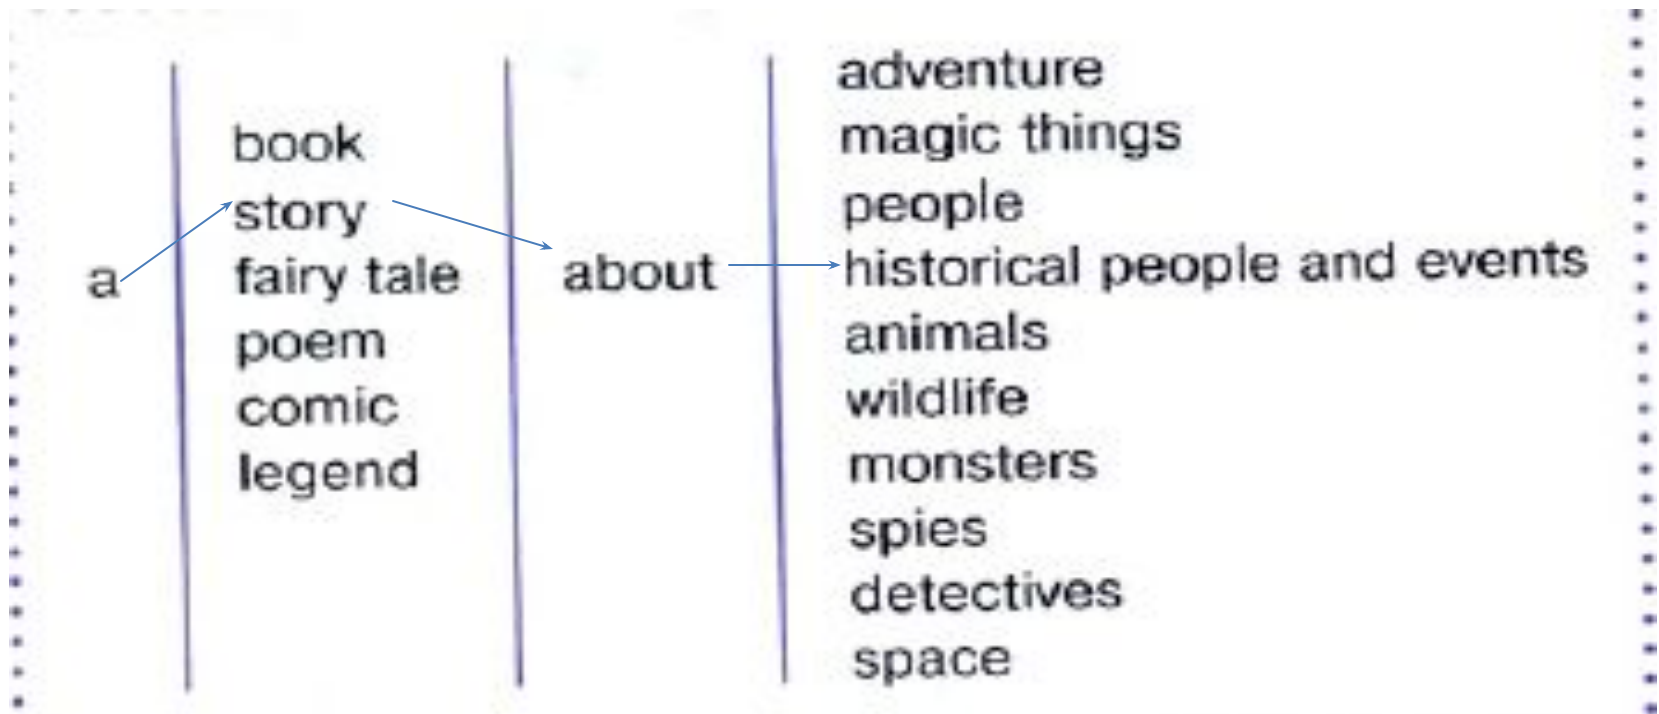 a
book
story
fairy tale
poem
comic
legend
about
adventure
magic things
people
historical people and events
animals
wildlife
monsters
spies
detectives
space